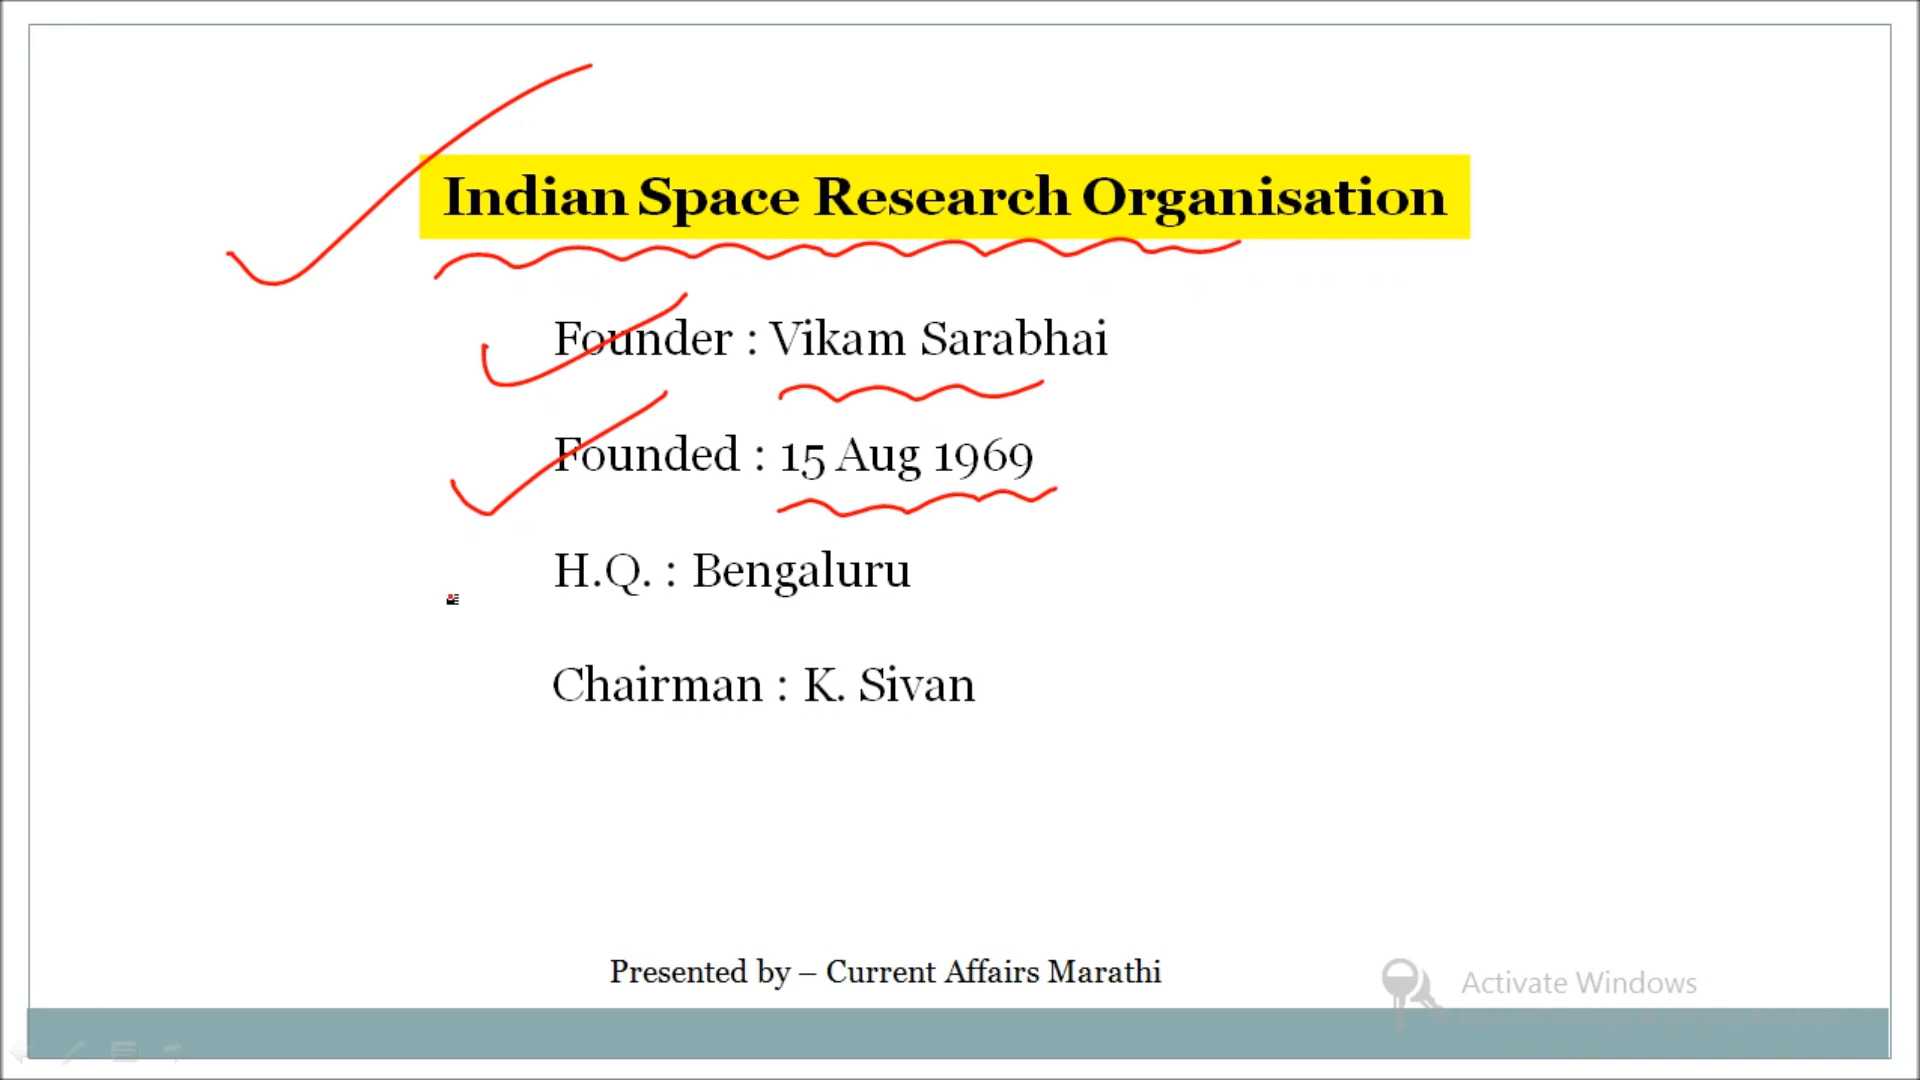 Indian Space Research Organisation
Founder : Vikam Sarabhai
Founded : 15 Aug 1969
H.Q. : Bengaluru
Chairman : K. Sivan
Presented by – Current Affairs Marathi
Activate Windows